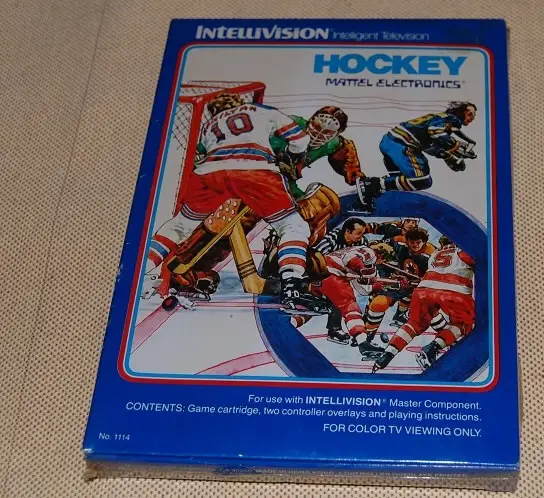 INTELLIVISION® Intelligent Television
HOCKEY
MATTEL ELECTRONICS®
10
5
For use with INTELLIVISION® Master Component.
CONTENTS: Game cartridge, two controller overlays and playing instructions.
FOR COLOR TV VIEWING ONLY.
No. 1114